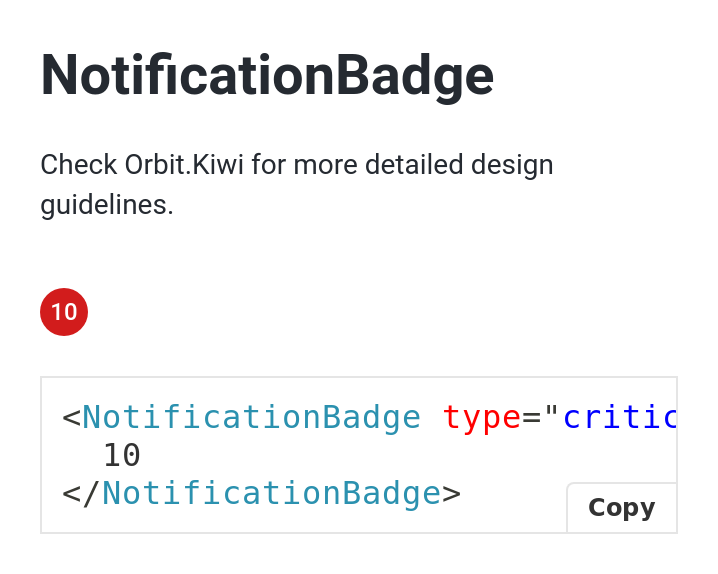 NotificationBadge
Check Orbit.Kiwi for more detailed design
guidelines.
10
<NotificationBadge type="critic
10
</NotificationBadge>
Copy